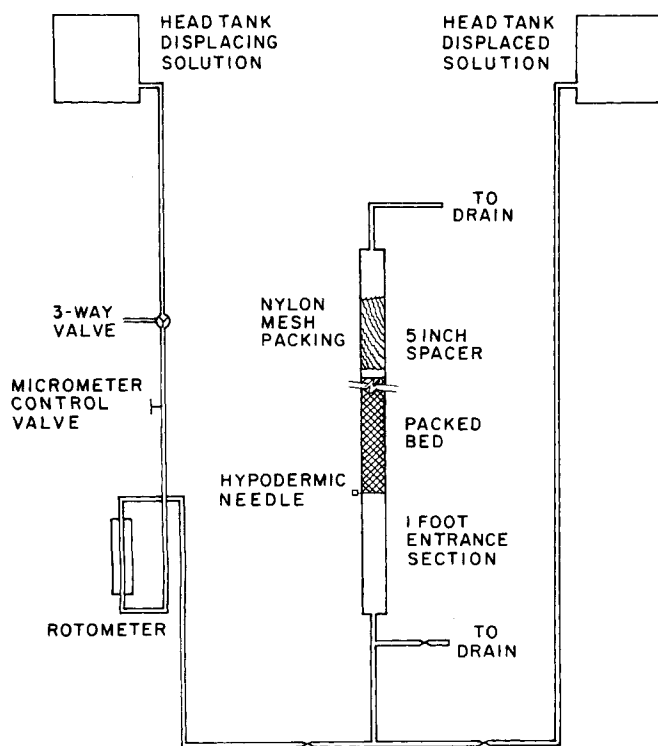 HEAD TANK
DISPLACING
SOLUTION
HEAD TANK
DISPLACED
SOLUTION
TO
DRAIN
3-WAY
VALVE
NYLON
MESH
PACKING
5 INCH
SPACER
MICROMETER
CONTROL
VALVE
PACKED
BED
HYPODERMIC
NEEDLE
1 FOOT
ENTRANCE
SECTION
ROTOMETER
TO
DRAIN